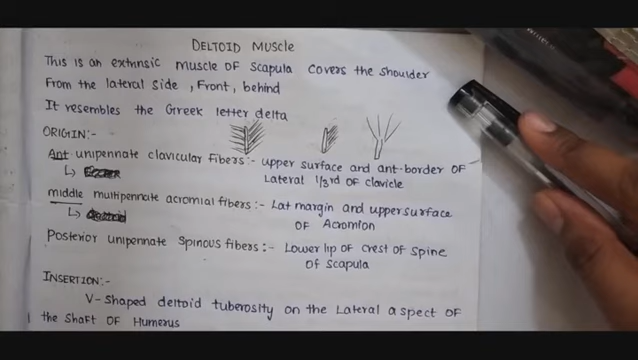 DELTOID MUSCLE
This is an extrinsic muscle of scapula covers the shoulder
From the lateral side, Front, behind
It resembles the Greek letter delta
ORIGIN:-
Ant unipennate clavicular fibers:- upper surface and ant-border of
Lateral 1/3rd of clavicle
middle multipennate acromial fibers:- Lat margin and upper surface
of Acromion
Posterior unipennate spinous fibers:- Lower lip of crest of spine
of scapula
INSERTION:-
V-shaped deltoid tuberosity on the Lateral aspect of
the shaft of Humerus